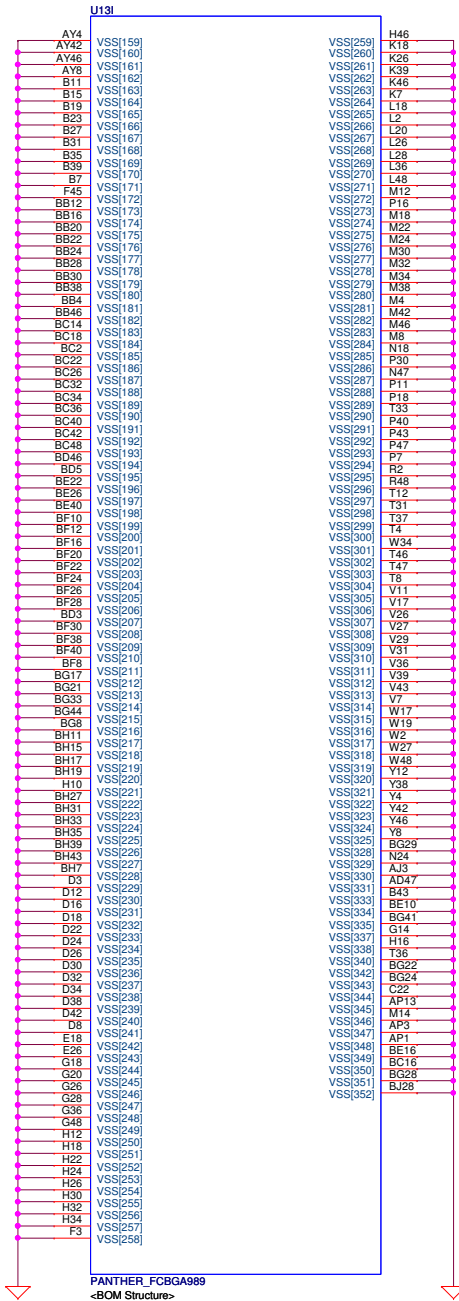 U13I
AY4 VSS[159]
AY42 VSS[160]
AY46 VSS[161]
AY8 VSS[162]
B11 VSS[163]
B15 VSS[164]
B19 VSS[165]
B23 VSS[166]
B27 VSS[167]
B31 VSS[168]
B35 VSS[169]
B39 VSS[170]
B7 VSS[171]
F45 VSS[172]
BB12 VSS[173]
BB16 VSS[174]
BB20 VSS[175]
BB22 VSS[176]
BB24 VSS[177]
BB28 VSS[178]
BB30 VSS[179]
BB38 VSS[180]
BB4 VSS[181]
BB46 VSS[182]
BC14 VSS[183]
BC18 VSS[184]
BC2 VSS[185]
BC22 VSS[186]
BC26 VSS[187]
BC32 VSS[188]
BC34 VSS[189]
BC36 VSS[190]
BC40 VSS[191]
BC42 VSS[192]
BC48 VSS[193]
BD46 VSS[194]
BD5 VSS[195]
BE22 VSS[196]
BE26 VSS[197]
BE40 VSS[198]
BF10 VSS[199]
BF12 VSS[200]
BF16 VSS[201]
BF20 VSS[202]
BF22 VSS[203]
BF24 VSS[204]
BF26 VSS[205]
BF28 VSS[206]
BD3 VSS[207]
BF30 VSS[208]
BF38 VSS[209]
BF40 VSS[210]
BF8 VSS[211]
BG17 VSS[212]
BG21 VSS[213]
BG33 VSS[214]
BG44 VSS[215]
BG8 VSS[216]
BH11 VSS[217]
BH15 VSS[218]
BH17 VSS[219]
BH19 VSS[220]
H10 VSS[221]
BH27 VSS[222]
BH31 VSS[223]
BH33 VSS[224]
BH35 VSS[225]
BH39 VSS[226]
BH43 VSS[227]
BH7 VSS[228]
D3 VSS[229]
D12 VSS[230]
D16 VSS[231]
D18 VSS[232]
D22 VSS[233]
D24 VSS[234]
D26 VSS[235]
D30 VSS[236]
D32 VSS[237]
D34 VSS[238]
D38 VSS[239]
D42 VSS[240]
D8 VSS[241]
E18 VSS[242]
E26 VSS[243]
G18 VSS[244]
G20 VSS[245]
G26 VSS[246]
G28 VSS[247]
G36 VSS[248]
G48 VSS[249]
H12 VSS[250]
H18 VSS[251]
H22 VSS[252]
H24 VSS[253]
H26 VSS[254]
H30 VSS[255]
H32 VSS[256]
H34 VSS[257]
F3 VSS[258]
VSS[259] H46
VSS[260] K18
VSS[261] K26
VSS[262] K39
VSS[263] K46
VSS[264] K7
VSS[265] L18
VSS[266] L2
VSS[267] L20
VSS[268] L26
VSS[269] L28
VSS[270] L36
VSS[271] L48
VSS[272] M12
VSS[273] P16
VSS[274] M18
VSS[275] M22
VSS[276] M24
VSS[277] M30
VSS[278] M32
VSS[279] M34
VSS[280] M38
VSS[281] M4
VSS[282] M42
VSS[283] M46
VSS[284] M8
VSS[285] N18
VSS[286] P30
VSS[287] N47
VSS[288] P11
VSS[289] P18
VSS[290] T33
VSS[291] P40
VSS[292] P43
VSS[293] P47
VSS[294] P7
VSS[295] R2
VSS[296] R48
VSS[297] T12
VSS[298] T31
VSS[299] T37
VSS[300] T4
VSS[301] W34
VSS[302] T46
VSS[303] T47
VSS[304] T8
VSS[305] V11
VSS[306] V17
VSS[307] V26
VSS[308] V27
VSS[309] V29
VSS[310] V31
VSS[311] V36
VSS[312] V39
VSS[313] V43
VSS[314] V7
VSS[315] W17
VSS[316] W19
VSS[317] W2
VSS[318] W27
VSS[319] W48
VSS[320] Y12
VSS[321] Y38
VSS[322] Y4
VSS[323] Y42
VSS[324] Y46
VSS[325] Y8
VSS[328] BG29
VSS[329] N24
VSS[330] AJ3
VSS[331] AD47
VSS[333] B43
VSS[334] BE10
VSS[335] BG41
VSS[337] G14
VSS[338] H16
VSS[340] T36
VSS[342] BG22
VSS[343] BG24
VSS[344] C22
VSS[345] AP13
VSS[346] M14
VSS[347] AP3
VSS[348] AP1
VSS[349] BE16
VSS[350] BC16
VSS[351] BG28
VSS[352] BJ28
PANTHER_FCBGA989
<BOM Structure>